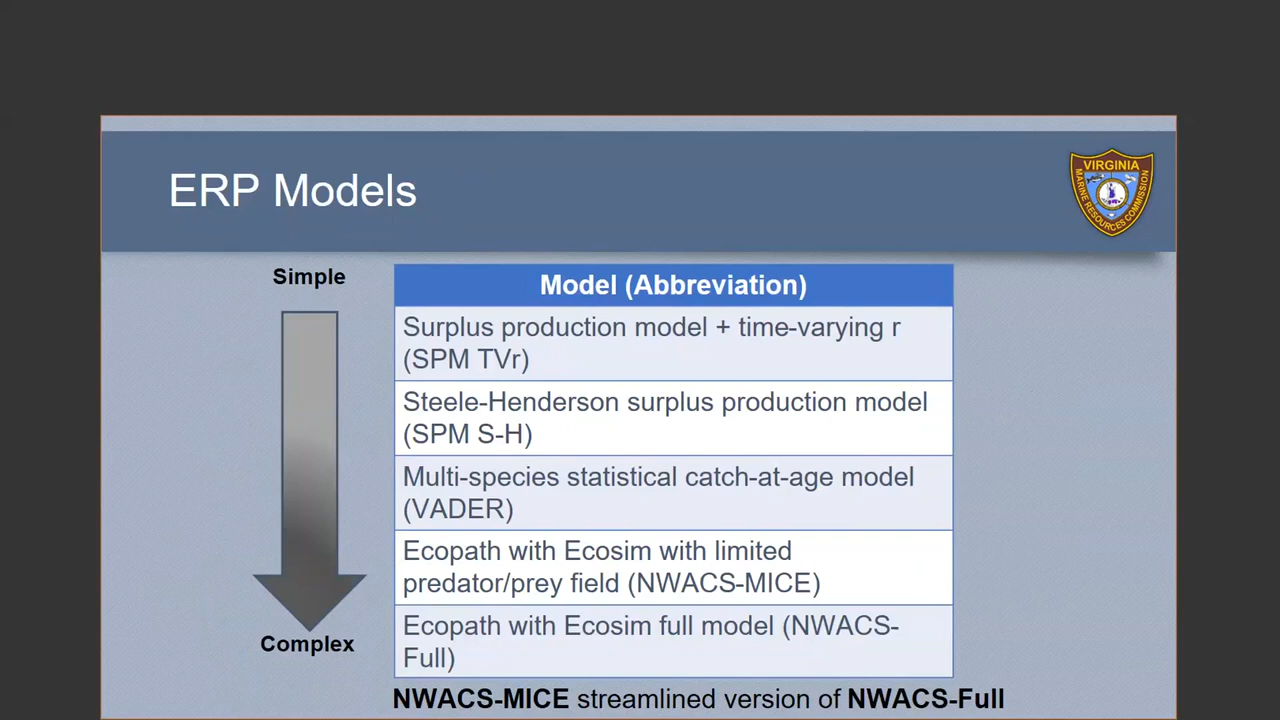 ERP Models
VIRGINIA
MARINE RESOURCES COMMISSION
Simple
Model (Abbreviation)
Surplus production model + time-varying r
(SPM TVr)
Steele-Henderson surplus production model
(SPM S-H)
Multi-species statistical catch-at-age model
(VADER)
Ecopath with Ecosim with limited
predator/prey field (NWACS-MICE)
Ecopath with Ecosim full model (NWACS-
Full)
Complex
NWACS-MICE streamlined version of NWACS-Full